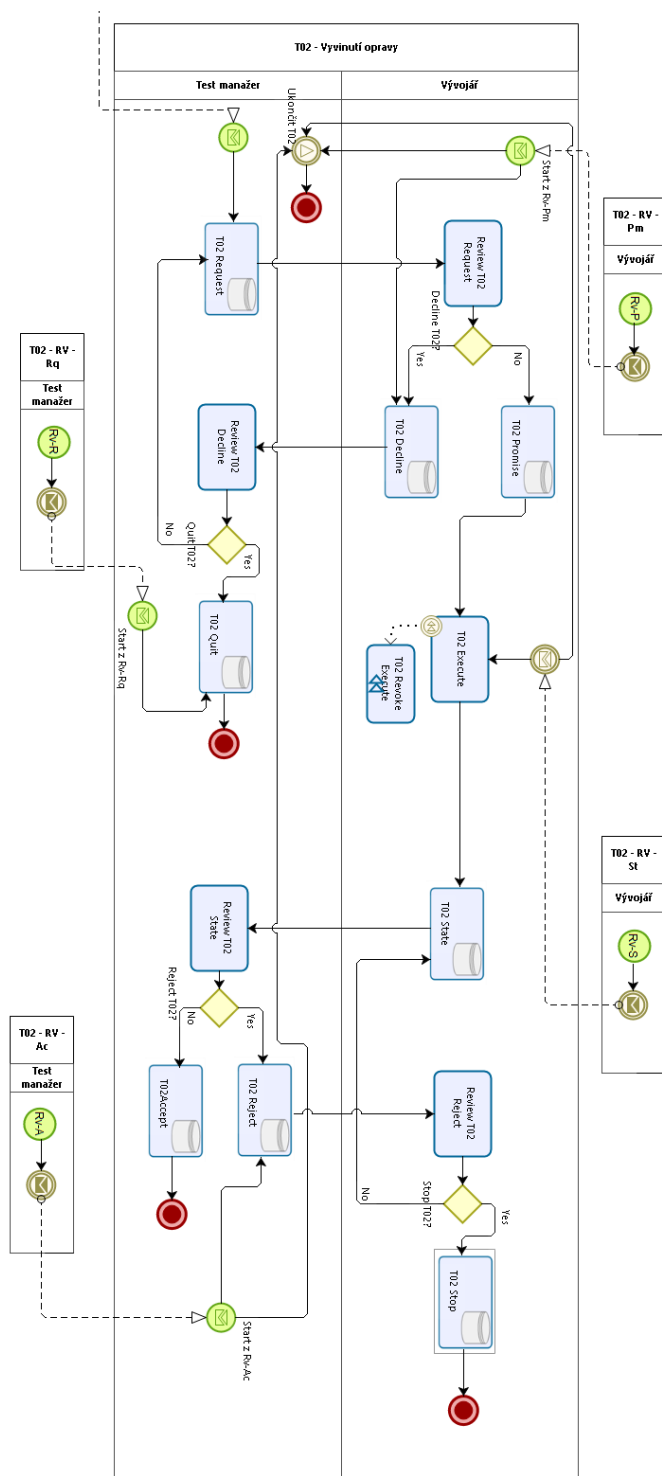 T02 - Vyvinutí opravy
Test manažer
Vývojář
Ukončit T02
Start z Rv-Pm
T02 - RV -
Pm
Vývojář
Rv-P
T02 Request
Review T02
Request
Decline T02?
Yes
No
T02 - RV -
Rq
Test
manažer
Rv-R
Review T02
Decline
T02 Decline
T02 Promise
Quit T02?
No
Yes
Start z Rv-Rq
T02 Quit
T02 Execute
T02 Revoke
Execute
T02 - RV -
St
Vývojář
Rv-S
Review T02
State
T02 State
Reject T02?
No
Yes
T02 - RV -
Ac
Test
manažer
Rv-A
T02Accept
T02 Reject
Review T02
Reject
Stop T02?
No
Yes
T02 Stop
Start z Rv-Ac